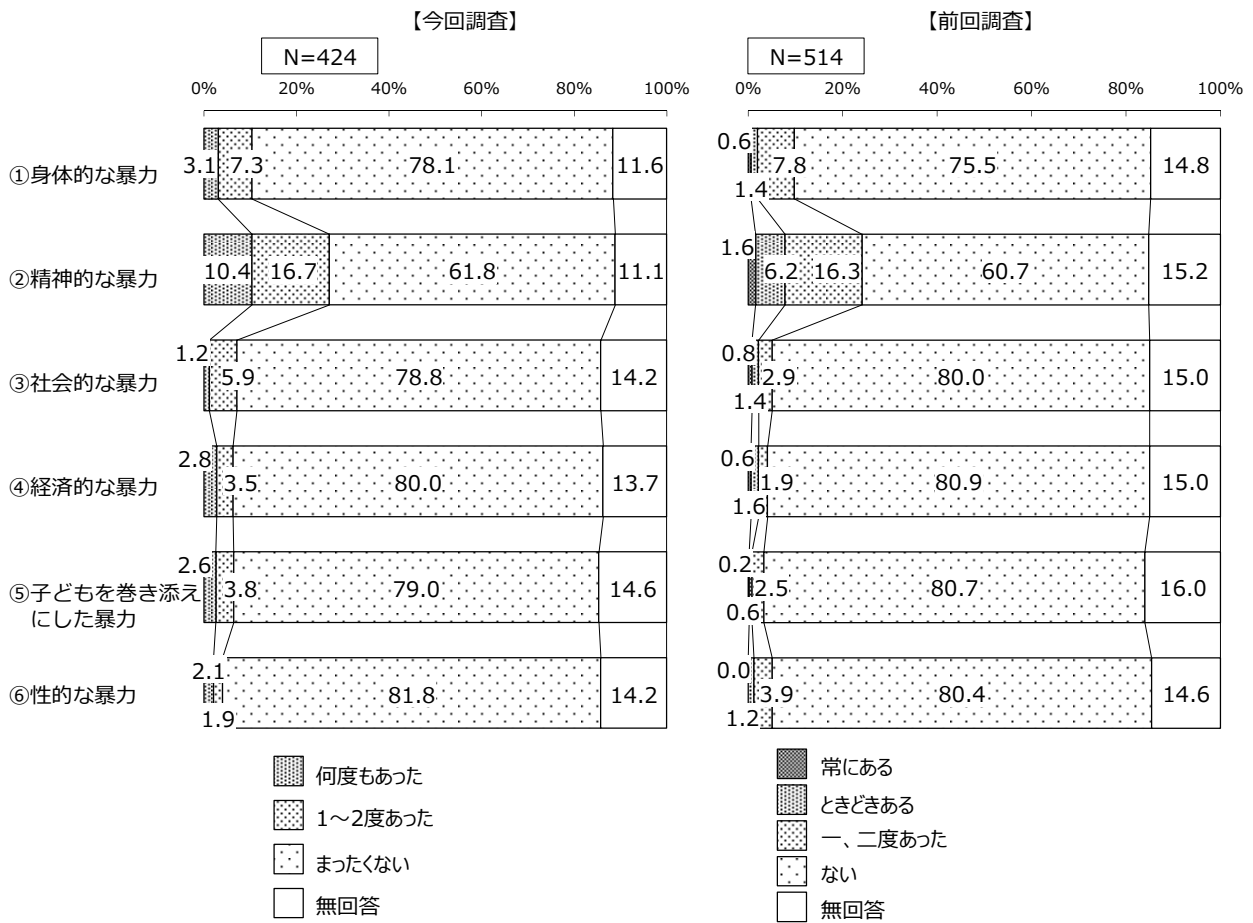 【今回調査】
【前回調査】
N=424
N=514
0% 20% 40% 60% 80% 100%
0% 20% 40% 60% 80% 100%
①身体的な暴力
3.1 7.3 78.1 11.6
0.6 1.4 7.8 75.5 14.8
②精神的な暴力
10.4 16.7 61.8 11.1
1.6 6.2 16.3 60.7 15.2
③社会的な暴力
1.2 5.9 78.8 14.2
0.8 1.4 2.9 80.0 15.0
④経済的な暴力
2.8 3.5 80.0 13.7
0.6 1.6 1.9 80.9 15.0
⑤子どもを巻き添え
にした暴力
2.6 3.8 79.0 14.6
0.2 0.6 2.5 80.7 16.0
⑥性的な暴力
2.1 1.9 81.8 14.2
0.0 1.2 3.9 80.4 14.6
何度もあった
1~2度あった
まったくない
無回答
常にある
ときどきある
一、二度あった
ない
無回答